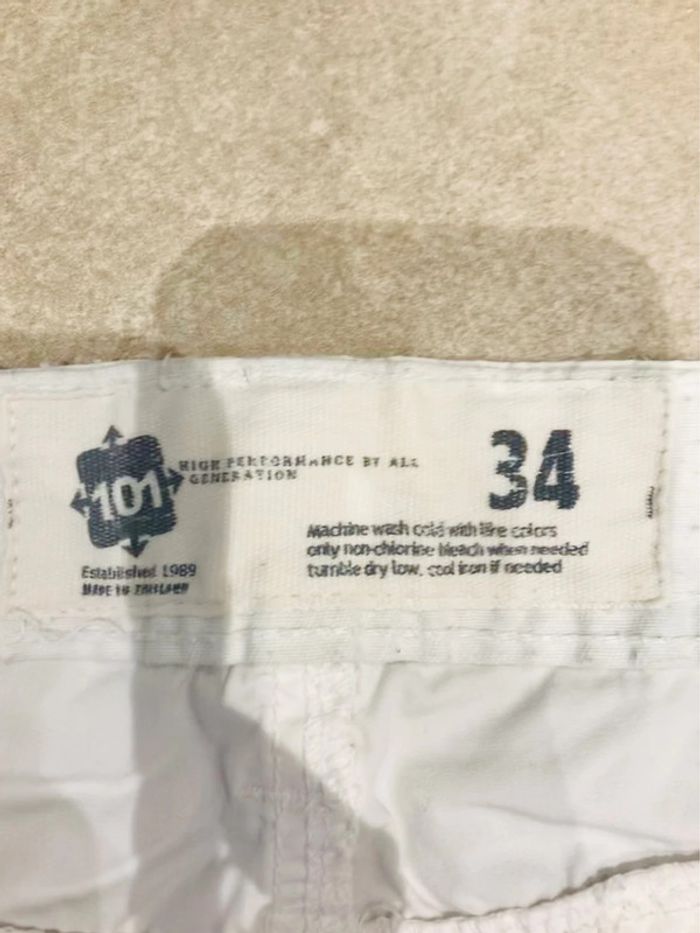 101
HIGH PERFORMANCE BY ALL
GENERATION
34
Machine wash cold with like colors
only non-chlorine bleach when needed
tumble dry low, cool iron if needed
Established 1989
MADE IN THAILAND